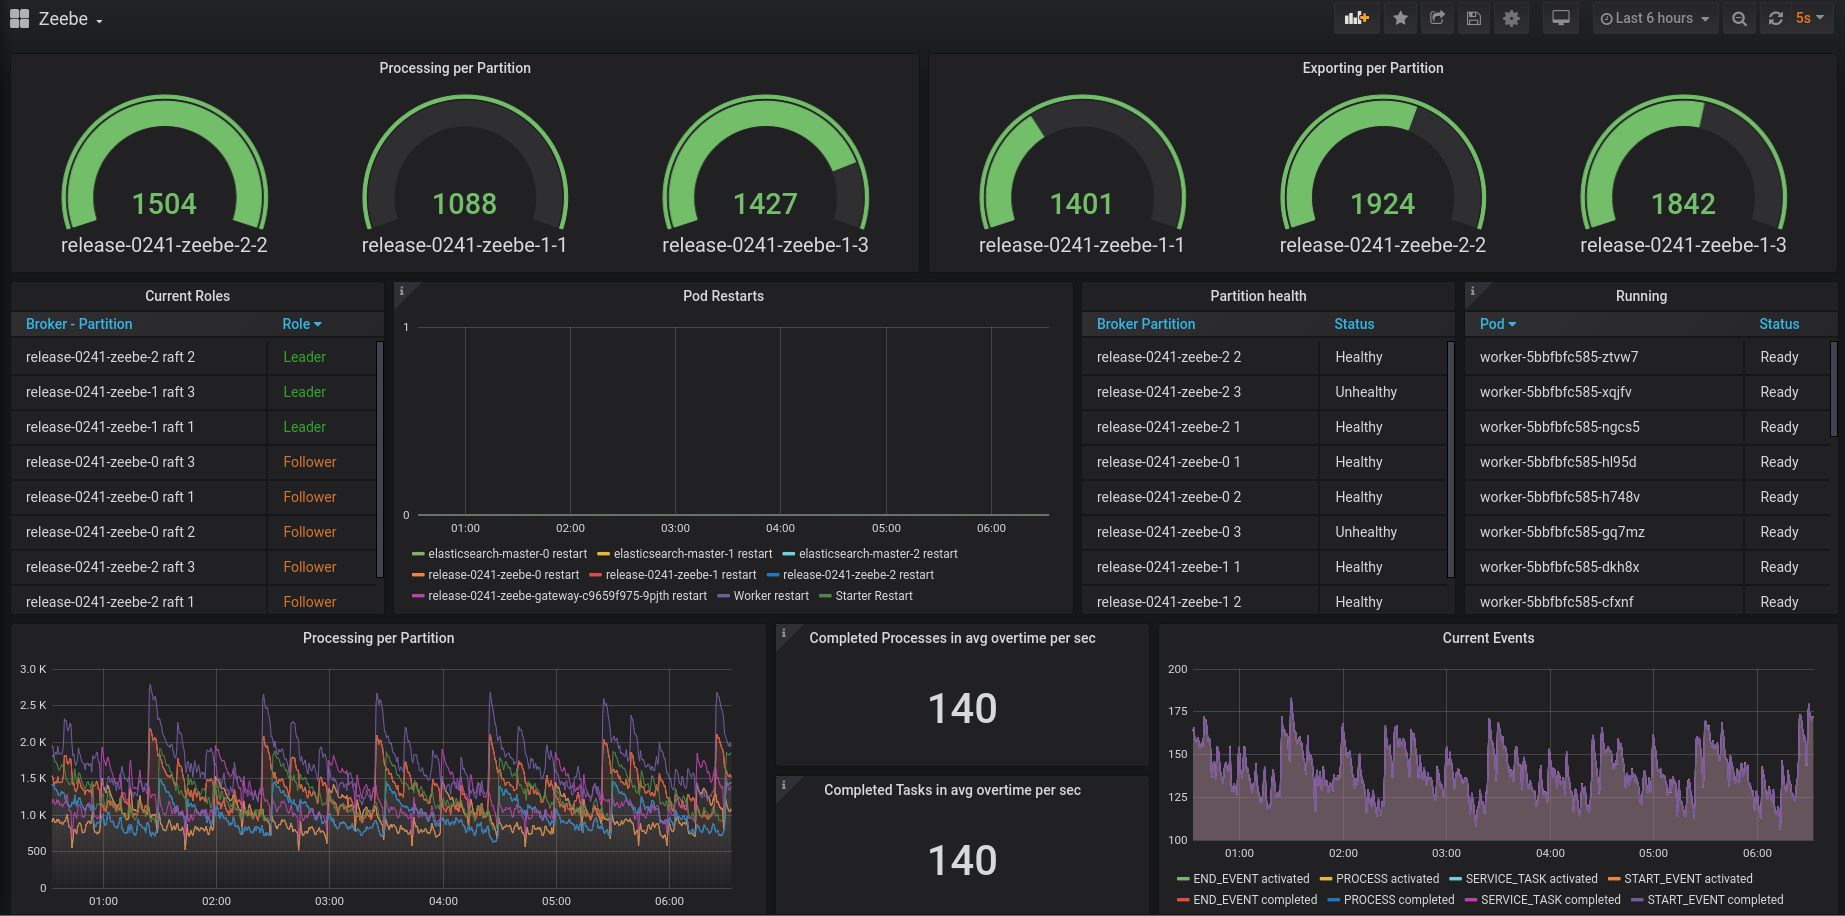 Zeebe
Last 6 hours
5s
Processing per Partition
1504
release-0241-zeebe-2-2
1088
release-0241-zeebe-1-1
1427
release-0241-zeebe-1-3
Exporting per Partition
1401
release-0241-zeebe-1-1
1924
release-0241-zeebe-2-2
1842
release-0241-zeebe-1-3
Current Roles
Broker - Partition Role
release-0241-zeebe-2 raft 2 Leader
release-0241-zeebe-1 raft 3 Leader
release-0241-zeebe-1 raft 1 Leader
release-0241-zeebe-0 raft 3 Follower
release-0241-zeebe-0 raft 1 Follower
release-0241-zeebe-0 raft 2 Follower
release-0241-zeebe-2 raft 3 Follower
release-0241-zeebe-2 raft 1 Follower
i
Pod Restarts
1
0
01:00 02:00 03:00 04:00 05:00 06:00
elasticsearch-master-0 restart elasticsearch-master-1 restart elasticsearch-master-2 restart
release-0241-zeebe-0 restart release-0241-zeebe-1 restart release-0241-zeebe-2 restart
release-0241-zeebe-gateway-c9659f975-9pjth restart Worker restart Starter Restart
Partition health
Broker Partition Status
release-0241-zeebe-2 2 Healthy
release-0241-zeebe-2 3 Unhealthy
release-0241-zeebe-2 1 Healthy
release-0241-zeebe-0 1 Healthy
release-0241-zeebe-0 2 Healthy
release-0241-zeebe-0 3 Unhealthy
release-0241-zeebe-1 1 Healthy
release-0241-zeebe-1 2 Healthy
i
Running
Pod Status
worker-5bbfbfc585-ztvw7 Ready
worker-5bbfbfc585-xqjfv Ready
worker-5bbfbfc585-ngcs5 Ready
worker-5bbfbfc585-hl95d Ready
worker-5bbfbfc585-h748v Ready
worker-5bbfbfc585-gq7mz Ready
worker-5bbfbfc585-dkh8x Ready
worker-5bbfbfc585-cfxnf Ready
Processing per Partition
3.0 K
2.5 K
2.0 K
1.5 K
1.0 K
500
0
01:00 02:00 03:00 04:00 05:00 06:00
i
Completed Processes in avg overtime per sec
140
i
Completed Tasks in avg overtime per sec
140
Current Events
200
175
150
125
100
01:00 02:00 03:00 04:00 05:00 06:00
END_EVENT activated PROCESS activated SERVICE_TASK activated START_EVENT activated
END_EVENT completed PROCESS completed SERVICE_TASK completed START_EVENT completed